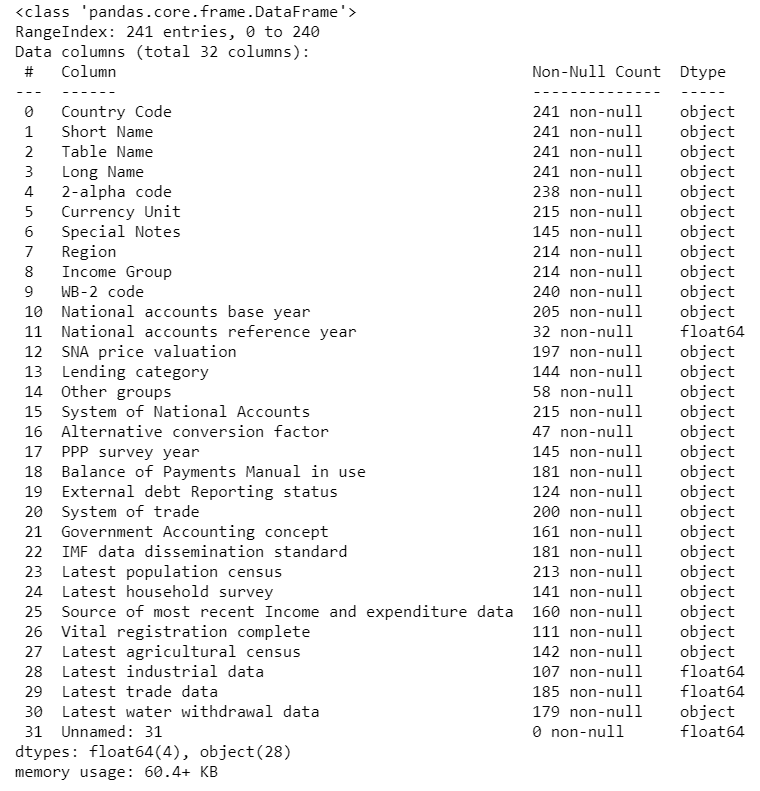 <class 'pandas.core.frame.DataFrame'>
RangeIndex: 241 entries, 0 to 240
Data columns (total 32 columns):
 #   Column                                          Non-Null Count  Dtype
---  ------                                          --------------  -----
 0   Country Code                                    241 non-null    object
 1   Short Name                                      241 non-null    object
 2   Table Name                                      241 non-null    object
 3   Long Name                                       241 non-null    object
 4   2-alpha code                                    238 non-null    object
 5   Currency Unit                                   215 non-null    object
 6   Special Notes                                   145 non-null    object
 7   Region                                          214 non-null    object
 8   Income Group                                    214 non-null    object
 9   WB-2 code                                       240 non-null    object
 10  National accounts base year                     205 non-null    object
 11  National accounts reference year                32 non-null     float64
 12  SNA price valuation                             197 non-null    object
 13  Lending category                                144 non-null    object
 14  Other groups                                    58 non-null     object
 15  System of National Accounts                     215 non-null    object
 16  Alternative conversion factor                   47 non-null     object
 17  PPP survey year                                 145 non-null    object
 18  Balance of Payments Manual in use               181 non-null    object
 19  External debt Reporting status                  124 non-null    object
 20  System of trade                                 200 non-null    object
 21  Government Accounting concept                   161 non-null    object
 22  IMF data dissemination standard                 181 non-null    object
 23  Latest population census                        213 non-null    object
 24  Latest household survey                         141 non-null    object
 25  Source of most recent Income and expenditure data  160 non-null    object
 26  Vital registration complete                     111 non-null    object
 27  Latest agricultural census                      142 non-null    object
 28  Latest industrial data                          107 non-null    float64
 29  Latest trade data                               185 non-null    float64
 30  Latest water withdrawal data                    179 non-null    object
 31  Unnamed: 31                                     0 non-null      float64
dtypes: float64(4), object(28)
memory usage: 60.4+ KB